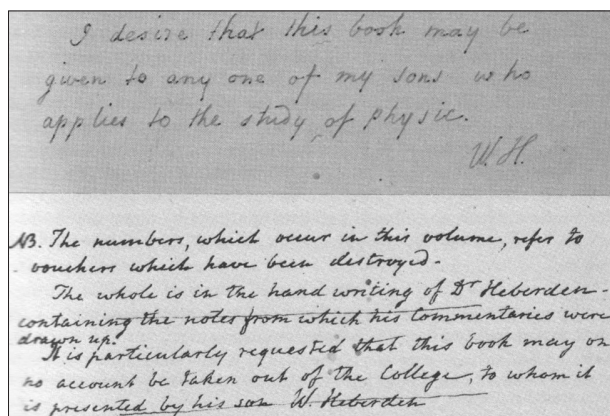 I desire that this book may be
given to any one of my sons who
applies to the study of physic.
W.H.
NB. The numbers, which occur in this volume, refer to
vouchers which have been destroyed.
The whole is in the hand writing of Dr Heberden -
containing the notes from which his Commentaries were
drawn up.
It is particularly requested that this book may on
no account be taken out of the College, to whom it
is presented by his son W. Heberden